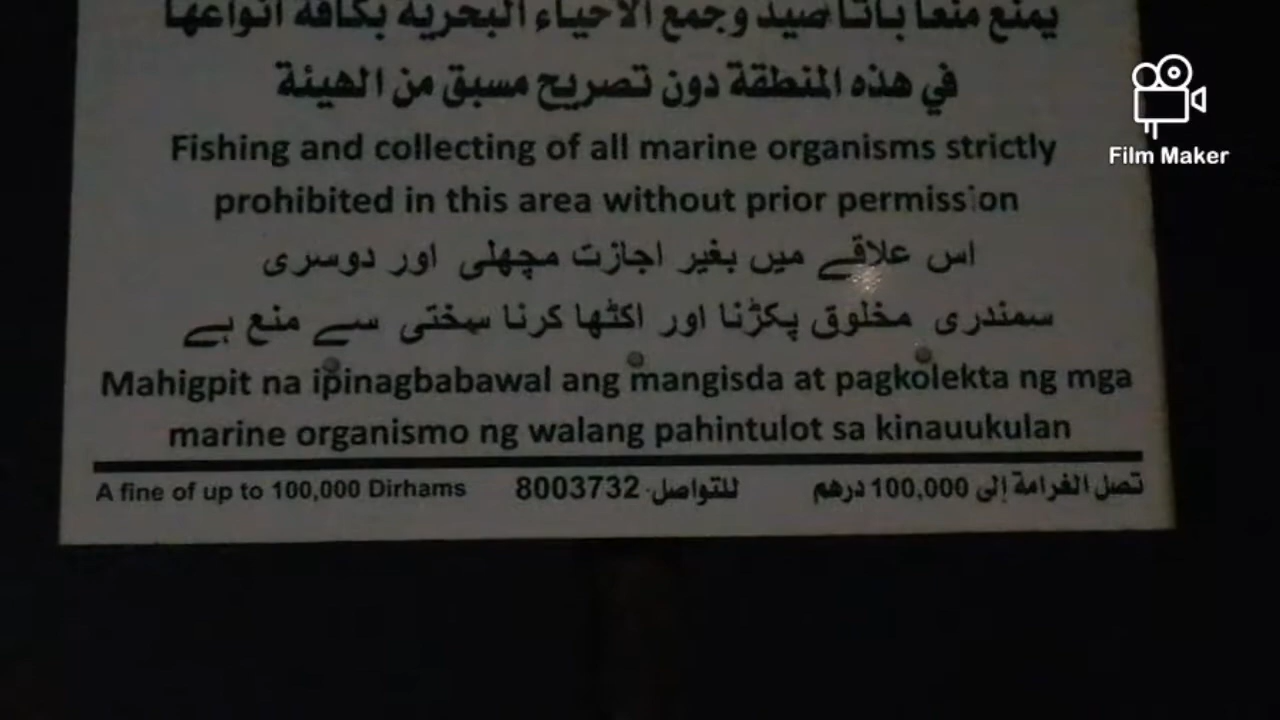 يمنع منعاً باتاً صيد وجمع الأحياء البحرية بكافة أنواعها
في هذه المنطقة دون تصريح مسبق من الهيئة
Fishing and collecting of all marine organisms strictly
prohibited in this area without prior permission
اس علاقے میں بغیر اجازت مچھلی اور دوسری
سمندری مخلوق پکڑنا اور اکٹھا کرنا سختی سے منع ہے
Mahigpit na ipinagbabawal ang mangisda at pagkolekta ng mga
marine organismo ng walang pahintulot sa kinauukulan
A fine of up to 100,000 Dirhams
للتواصل: 8003732
تصل الغرامة إلى 100,000 درهم
Film Maker